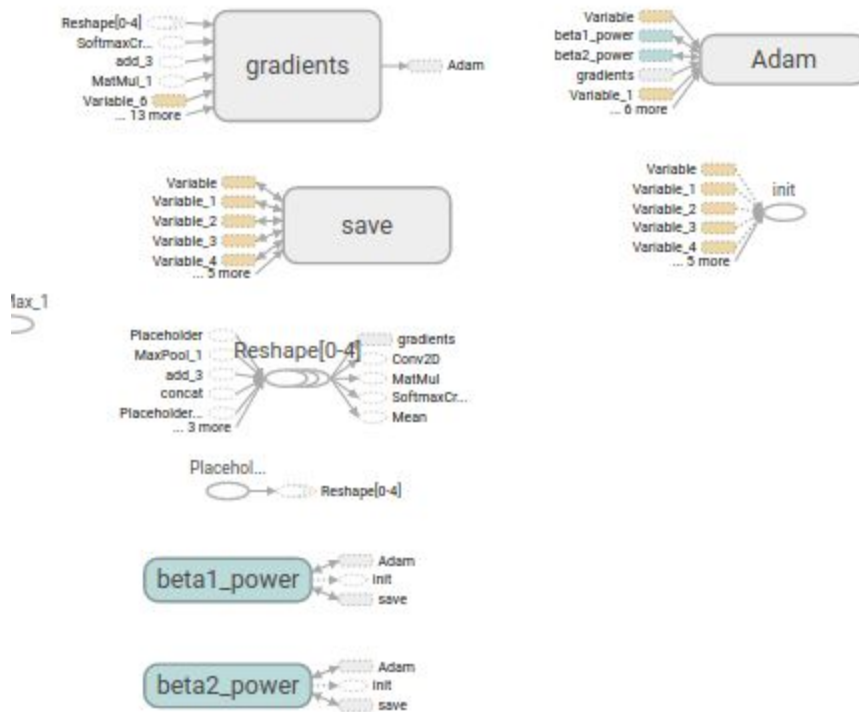 Reshape[0-4]
SoftmaxCr...
add_3
MatMul_1
Variable_6
... 13 more
gradients
Adam
Variable
beta1_power
beta2_power
gradients
Variable_1
... 6 more
Adam
Variable
Variable_1
Variable_2
Variable_3
Variable_4
... 5 more
save
Variable
Variable_1
Variable_2
Variable_3
Variable_4
... 5 more
init
Max_1
Placeholder
MaxPool_1
add_3
concat
Placeholder...
... 3 more
Reshape[0-4]
gradients
Conv2D
MatMul
SoftmaxCr...
Mean
Placehol...
Reshape[0-4]
beta1_power
Adam
init
save
beta2_power
Adam
init
save